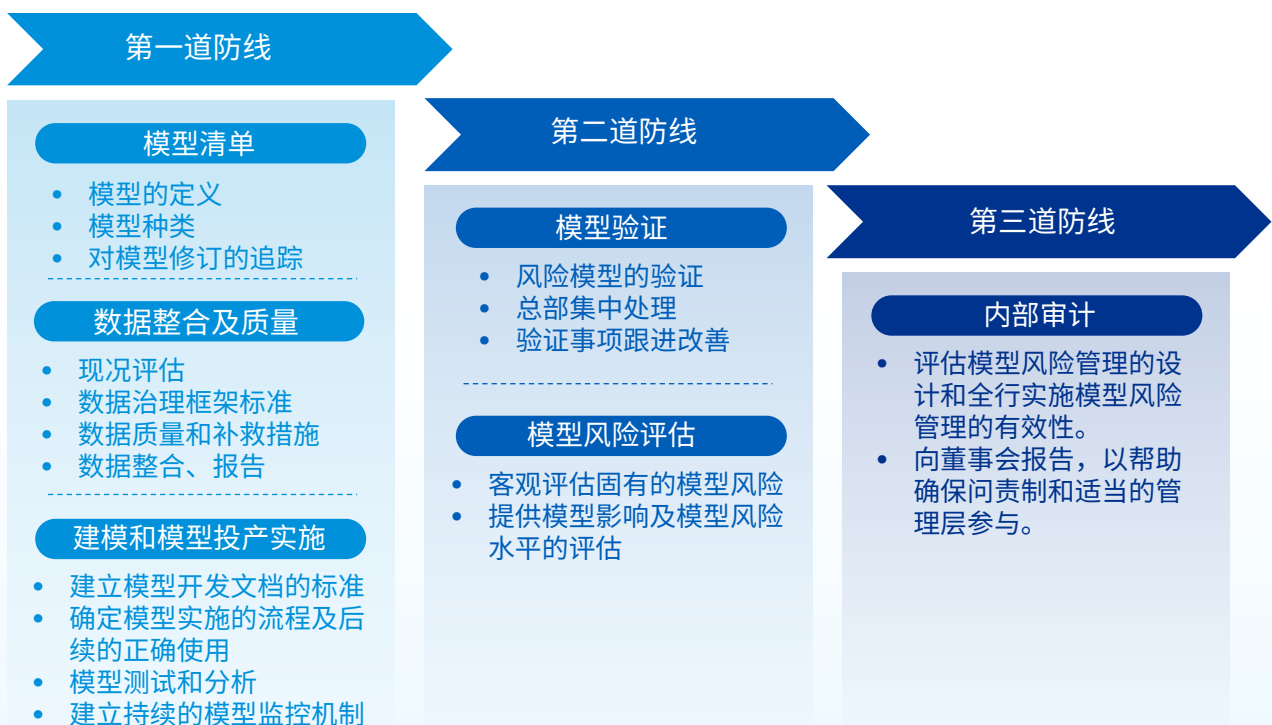 第一道防线
模型清单
• 模型的定义
• 模型种类
• 对模型修订的追踪
数据整合及质量
• 现况评估
• 数据治理框架标准
• 数据质量和补救措施
• 数据整合、报告
建模和模型投产实施
• 建立模型开发文档的标准
• 确定模型实施的流程及后
续的正确使用
• 模型测试和分析
• 建立持续的模型监控机制
第二道防线
模型验证
• 风险模型的验证
• 总部集中处理
• 验证事项跟进改善
模型风险评估
• 客观评估固有的模型风险
• 提供模型影响及模型风险
水平的评估
第三道防线
内部审计
• 评估模型风险管理的设
计和全行实施模型风险
管理的有效性。
• 向董事会报告，以帮助
确保问责制和适当的管
理层参与。